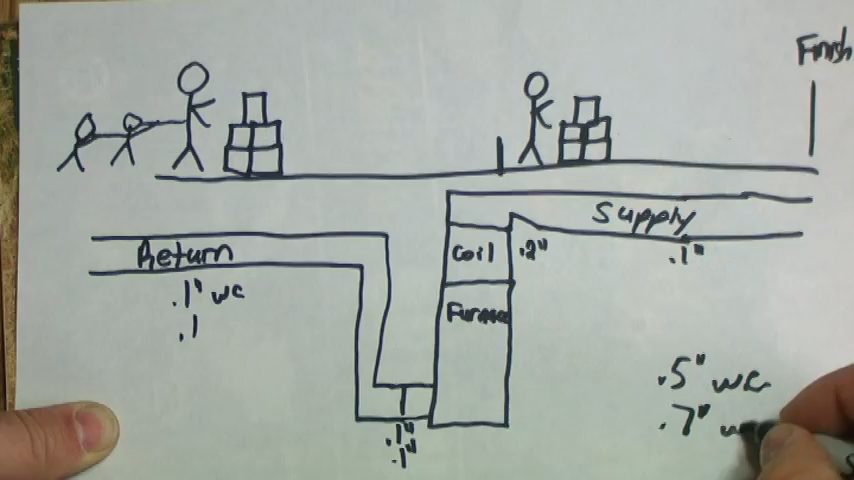 Finish
Supply
Return
Coil
.2"
.1"
.1" wc
.1
Furnace
.5" wc
.7" w
.1"
.1"